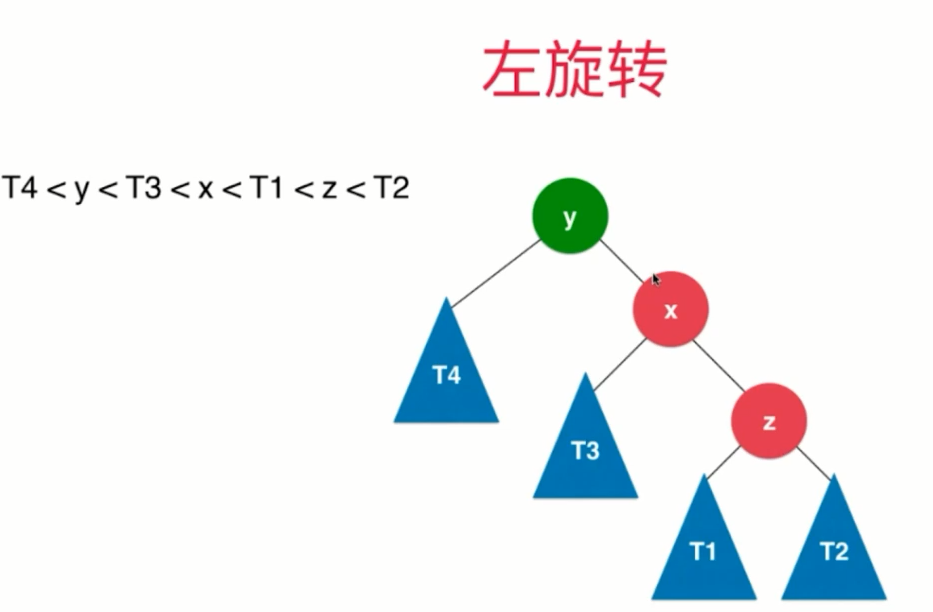 左旋转
T4 < y < T3 < x < T1 < z < T2
y
x
T4
z
T3
T1
T2